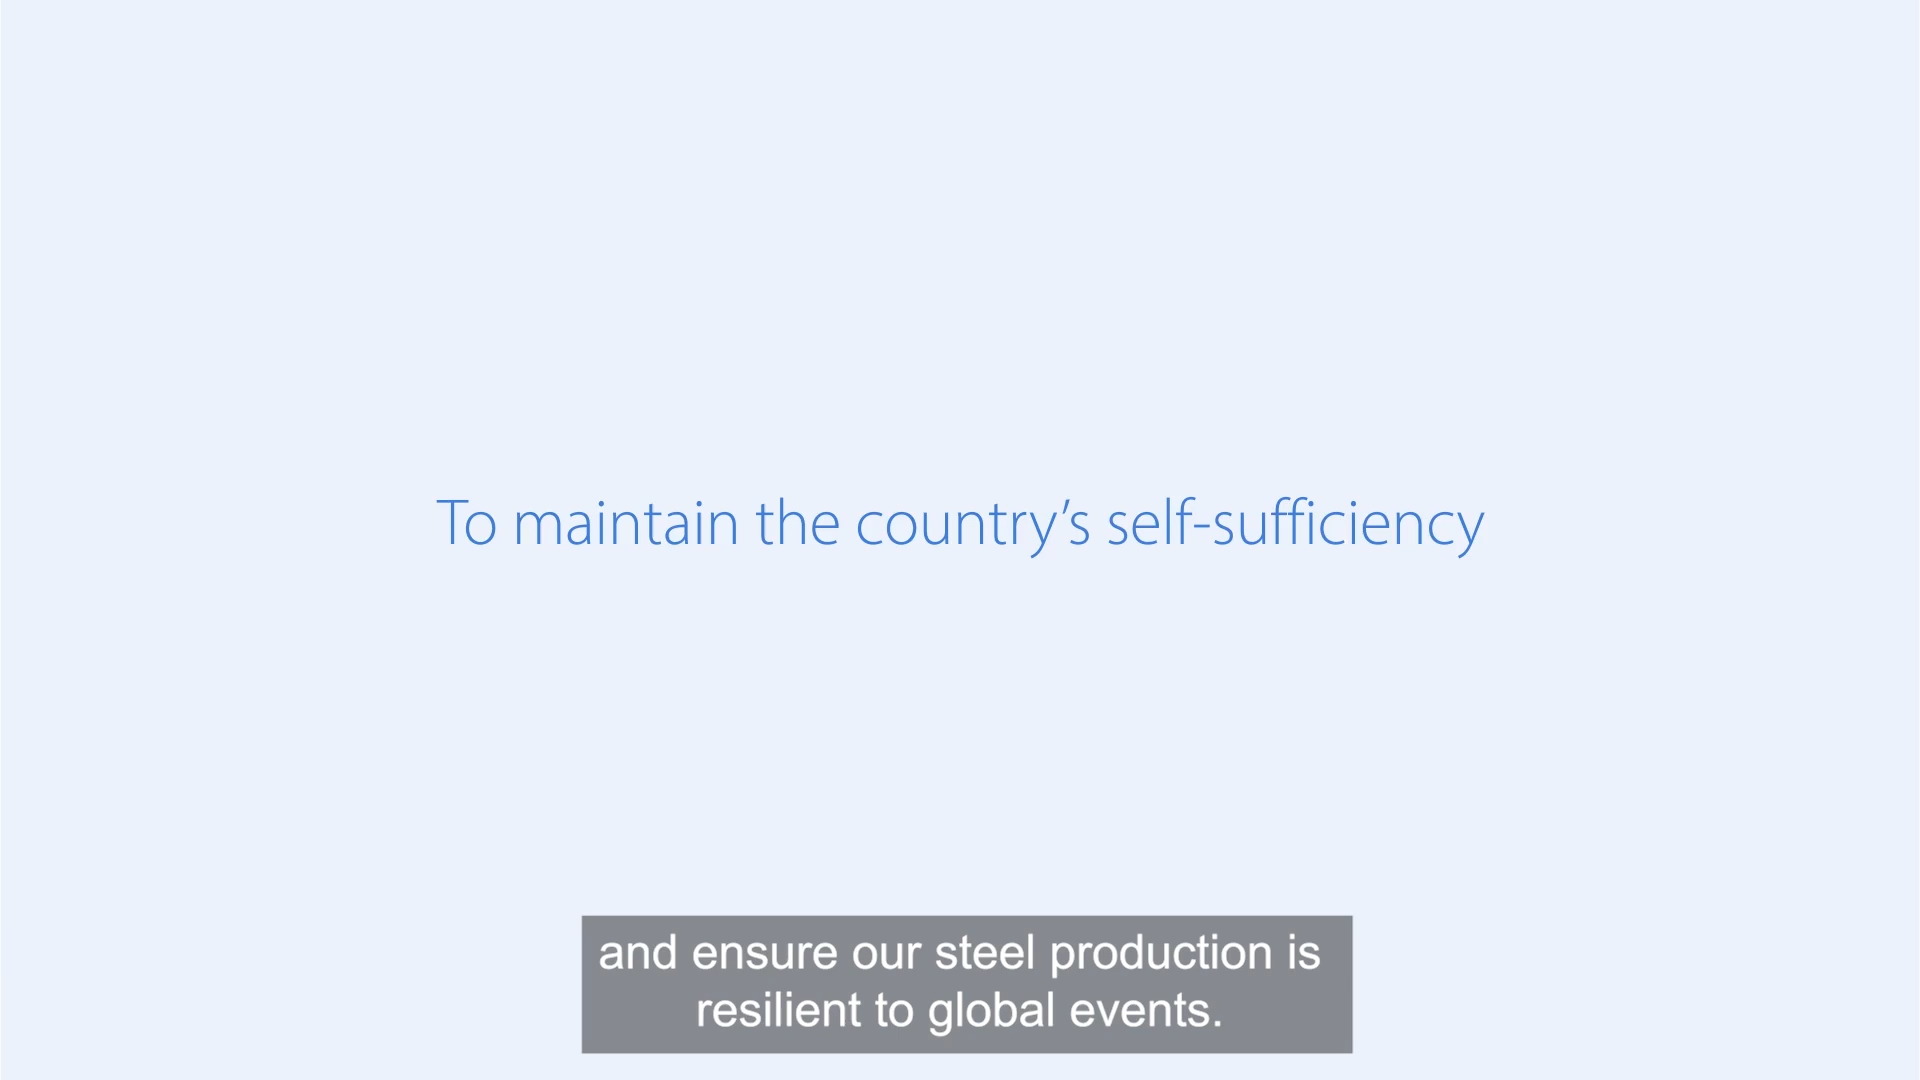 To maintain the country’s self-sufficiency
and ensure our steel production is
resilient to global events.